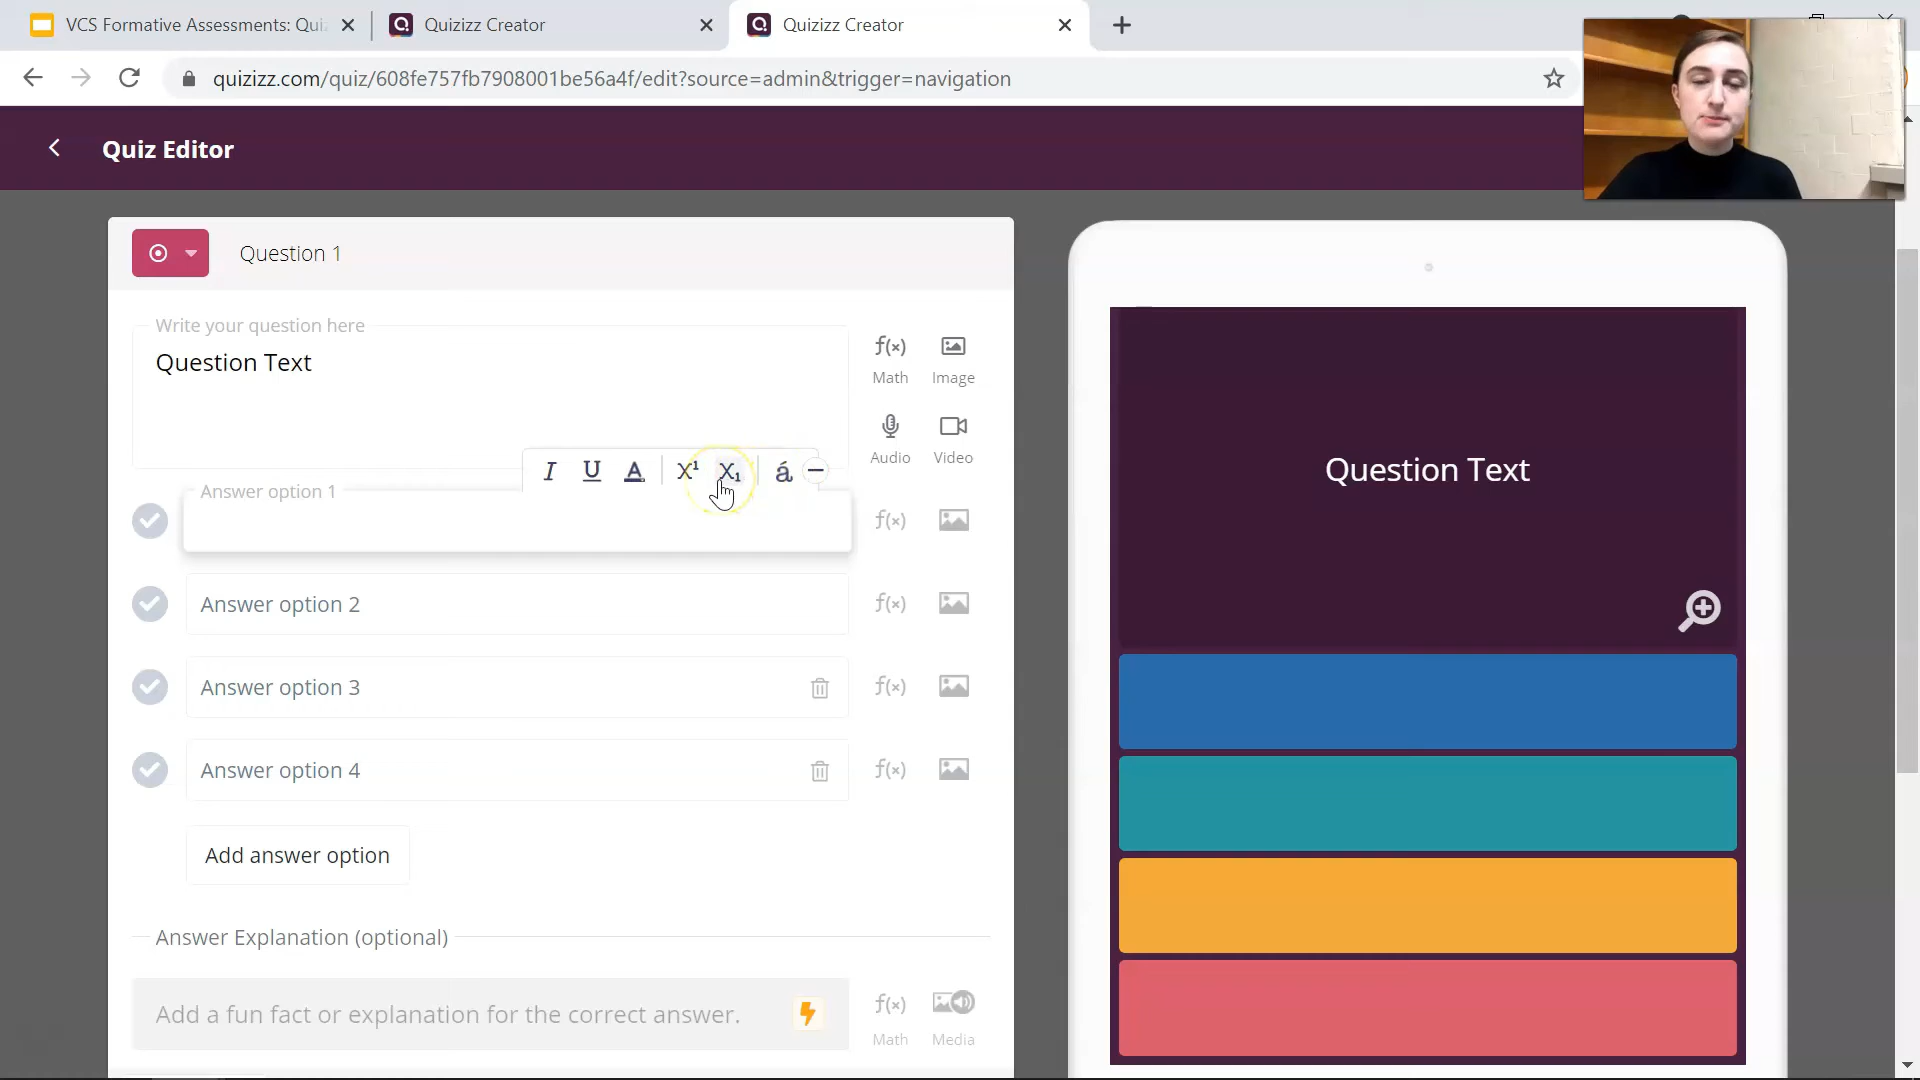 VCS Formative Assessments: Qui
Quizizz Creator
Quizizz Creator
quizizz.com/quiz/608fe757fb7908001be56a4f/edit?source=admin&trigger=navigation
Quiz Editor
Question 1
Write your question here
Question Text
f(x)
Math
Image
Audio
Video
I U A X¹ X₁ á
Answer option 1
f(x)
Answer option 2
f(x)
Answer option 3
f(x)
Answer option 4
f(x)
Add answer option
Answer Explanation (optional)
Add a fun fact or explanation for the correct answer.
f(x)
Math
Media
Question Text